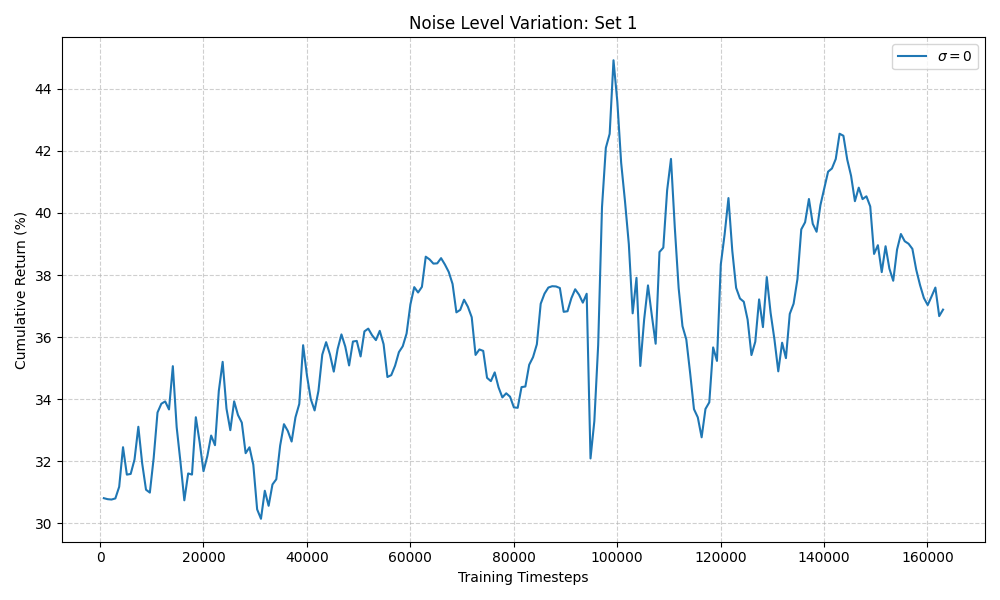 Noise Level Variation: Set 1
σ = 0
Cumulative Return (%)
44
42
40
38
36
34
32
30
0 20000 40000 60000 80000 100000 120000 140000 160000
Training Timesteps